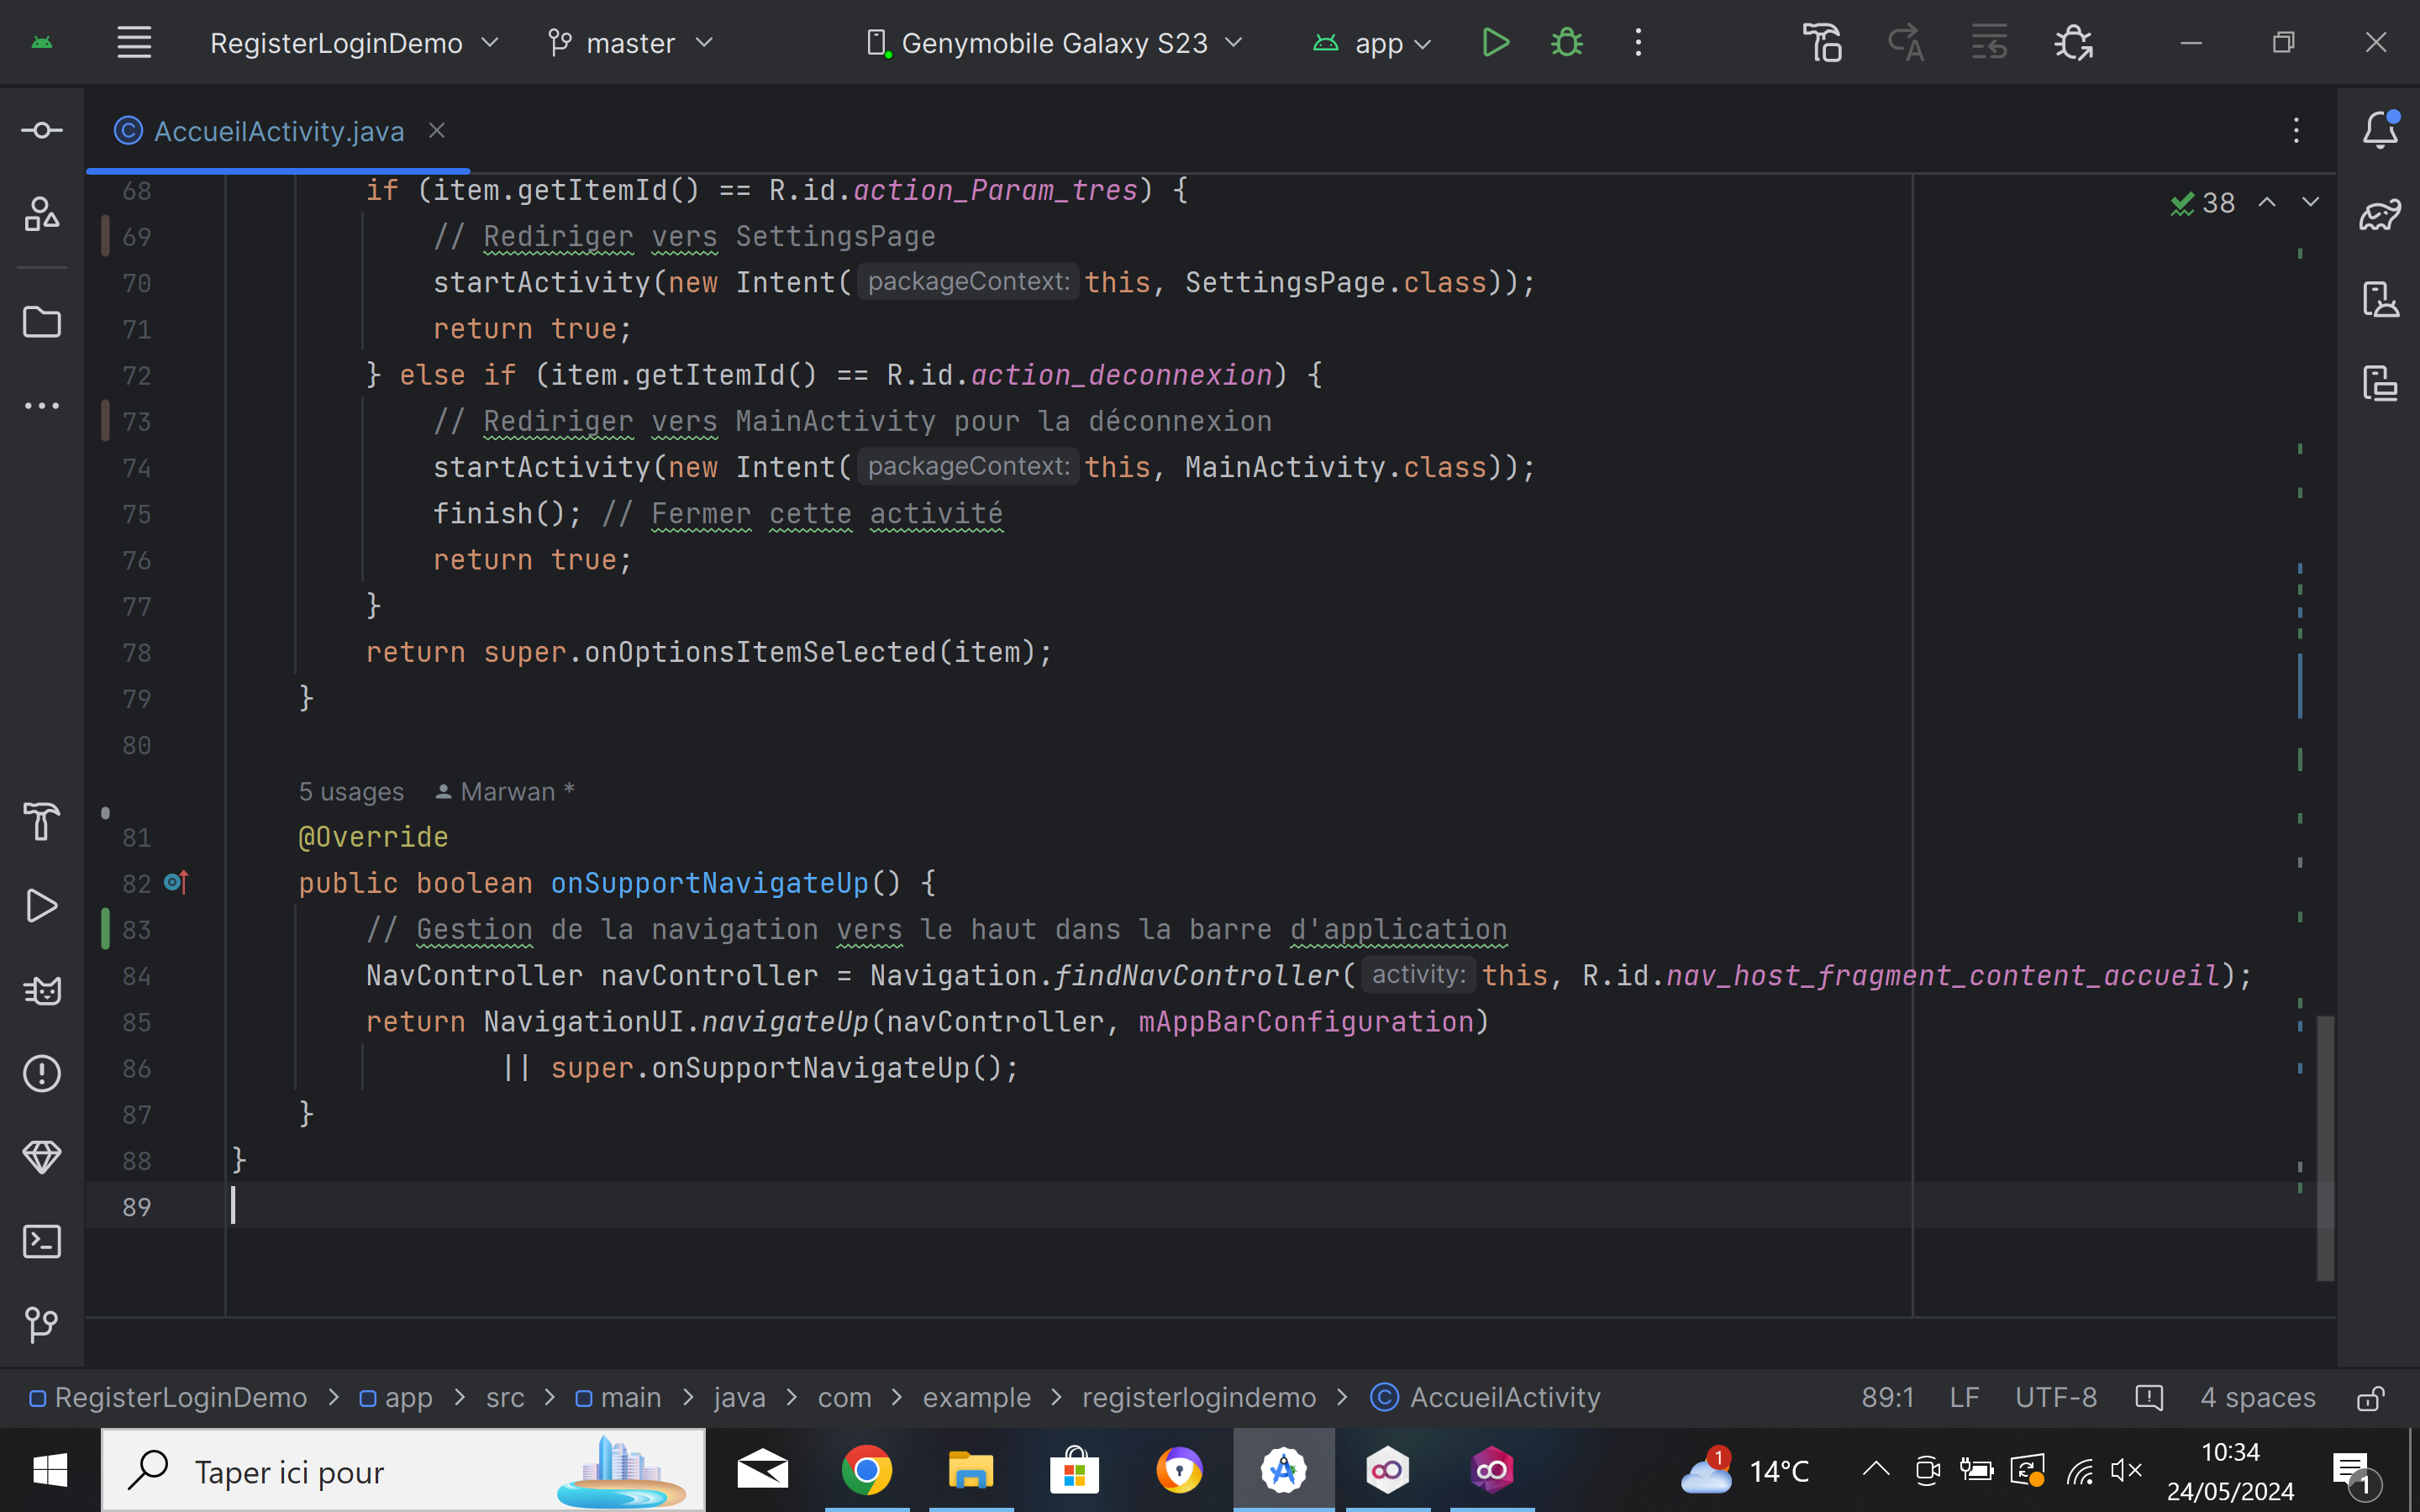 RegisterLoginDemo master Genymobile Galaxy S23 app
AccueilActivity.java
38
68 if (item.getItemId() == R.id.action_Param_tres) {
69 // Rediriger vers SettingsPage
70 startActivity(new Intent( packageContext: this, SettingsPage.class));
71 return true;
72 } else if (item.getItemId() == R.id.action_deconnexion) {
73 // Rediriger vers MainActivity pour la déconnexion
74 startActivity(new Intent( packageContext: this, MainActivity.class));
75 finish(); // Fermer cette activité
76 return true;
77 }
78 return super.onOptionsItemSelected(item);
79 }
80
5 usages Marwan *
81 @Override
82 public boolean onSupportNavigateUp() {
83 // Gestion de la navigation vers le haut dans la barre d'application
84 NavController navController = Navigation.findNavController( activity: this, R.id.nav_host_fragment_content_accueil);
85 return NavigationUI.navigateUp(navController, mAppBarConfiguration)
86 || super.onSupportNavigateUp();
87 }
88 }
89
RegisterLoginDemo > app > src > main > java > com > example > registerlogindemo > AccueilActivity 89:1 LF UTF-8 4 spaces
Taper ici pour 1 14°C 10:34
24/05/2024 1